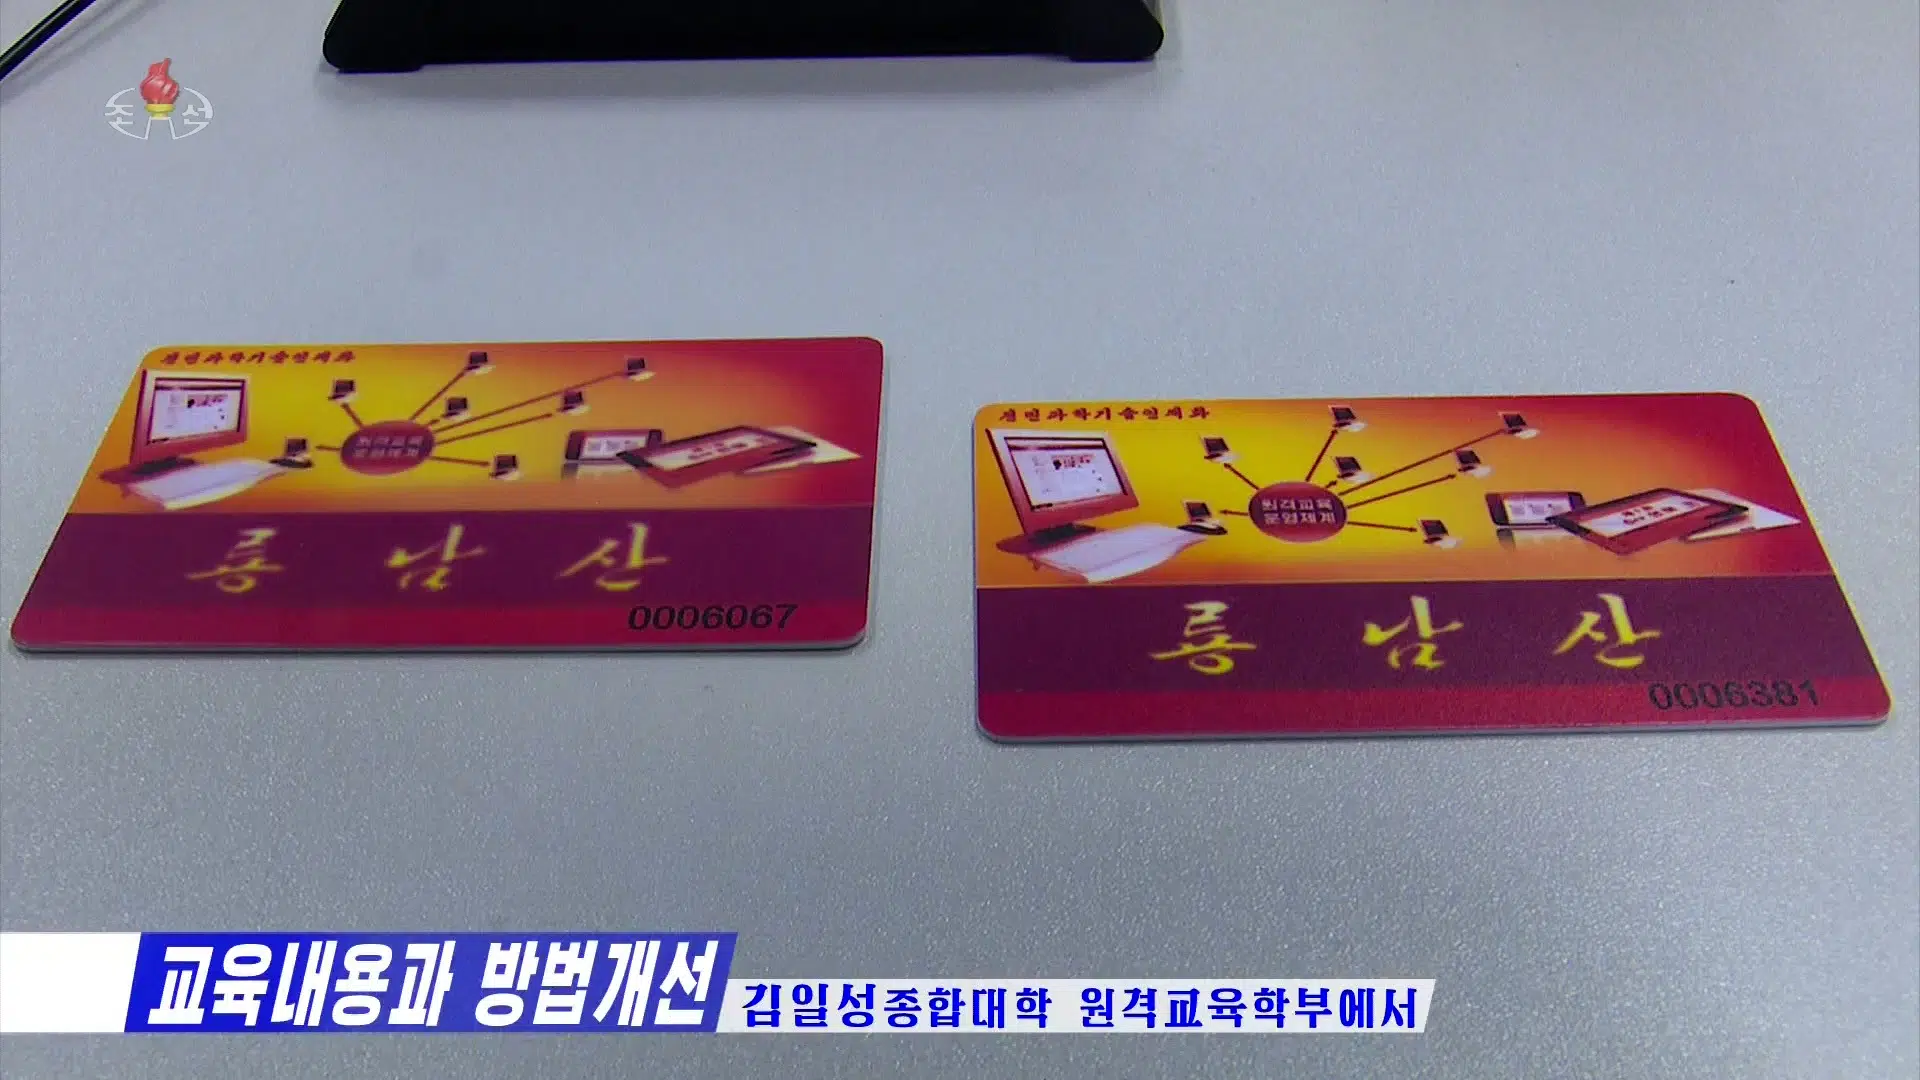 조선
전민과학기술인재화
원격교육
운영체계
룡남산
0006067
전민과학기술인재화
원격교육
운영체계
룡남산
0006381
교육내용과 방법개선
김일성종합대학 원격교육학부에서